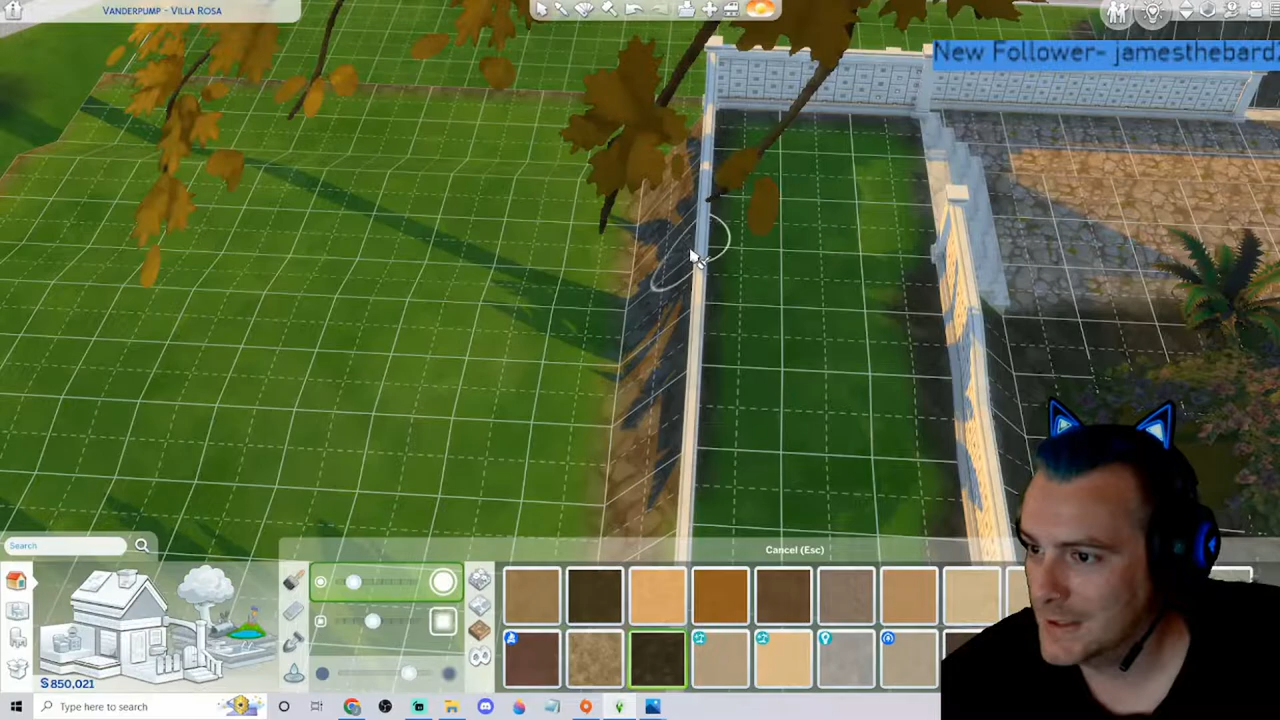 VANDERPUMP - VILLA ROSA
New Follower- jamesthebard
Cancel (Esc)
Search
§850,021
Type here to search